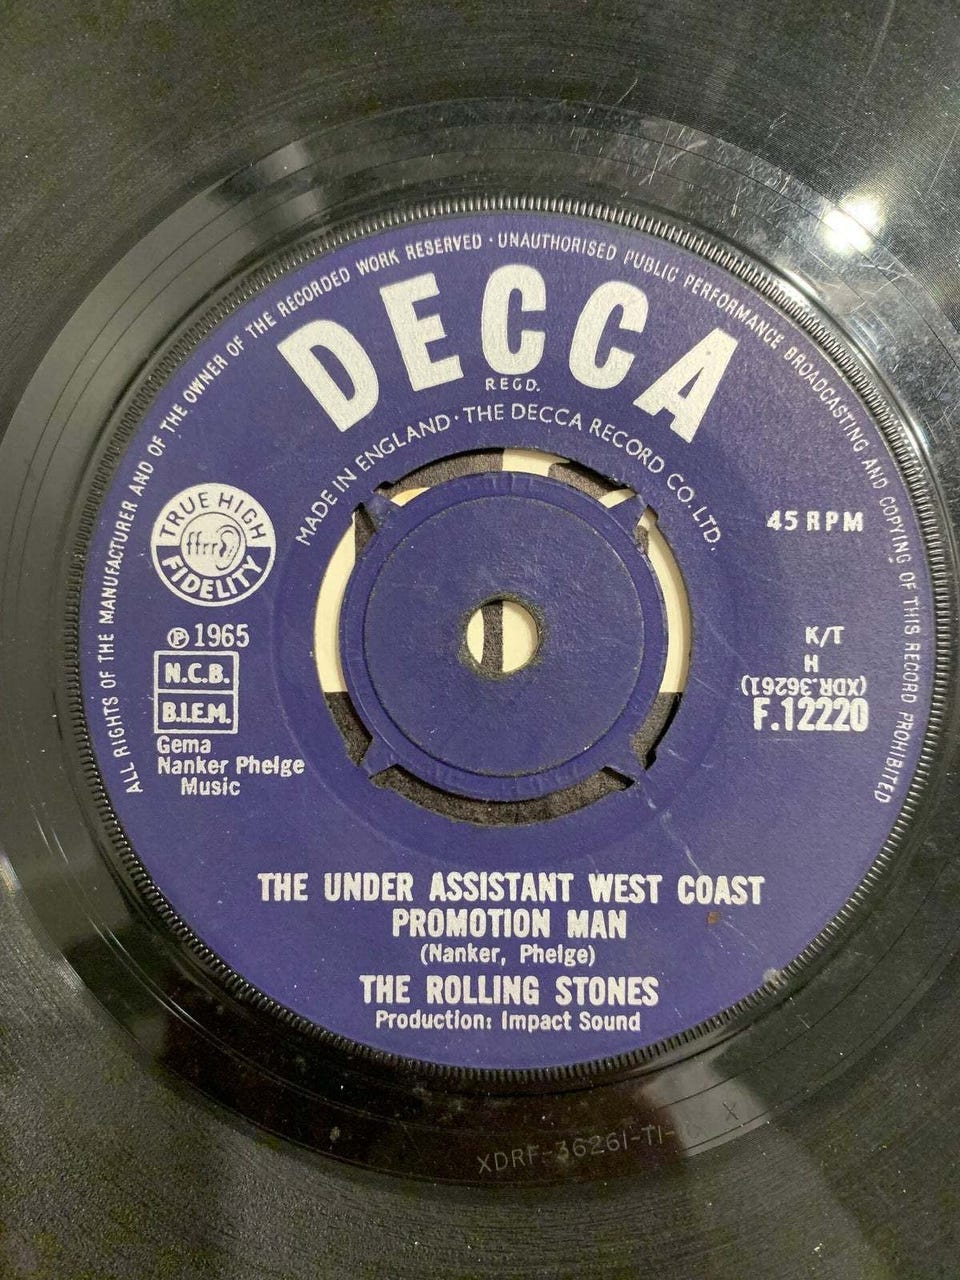 ALL RIGHTS OF THE MANUFACTURER AND OF THE OWNER OF THE RECORDED WORK RESERVED · UNAUTHORISED PUBLIC PERFORMANCE BROADCASTING AND COPYING OF THIS RECORD PROHIBITED
DECCA
REGD.
MADE IN ENGLAND · THE DECCA RECORD CO. LTD.
TRUE HIGH
ffrr
FIDELITY
45 RPM
℗ 1965
N.C.B.
B.I.E.M.
Gema
Nanker Phelge
Music
K/T
H
(XDR.36261)
F.12220
THE UNDER ASSISTANT WEST COAST
PROMOTION MAN
(Nanker, Phelge)
THE ROLLING STONES
Production: Impact Sound
XDRF-36261-T1-